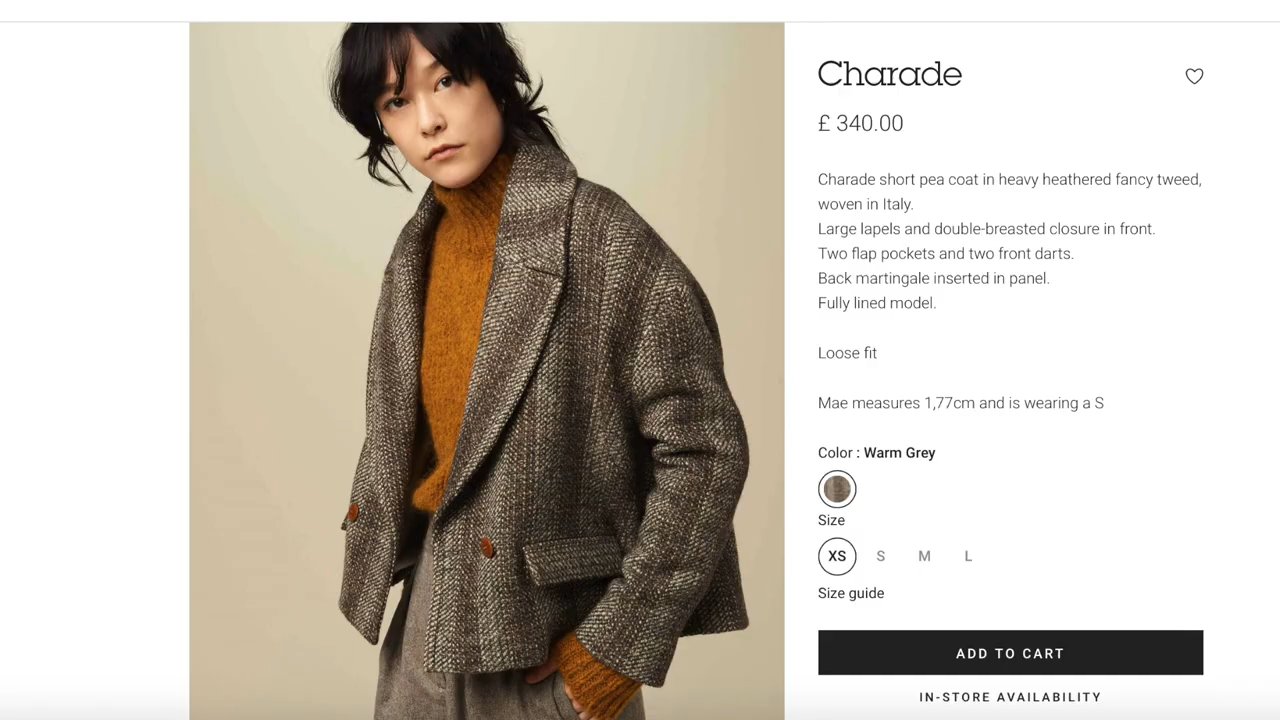 Charade
£ 340.00
Charade short pea coat in heavy heathered fancy tweed,
woven in Italy.
Large lapels and double-breasted closure in front.
Two flap pockets and two front darts.
Back martingale inserted in panel.
Fully lined model.
Loose fit
Mae measures 1,77cm and is wearing a S
Color : Warm Grey
Size
XS S M L
Size guide
ADD TO CART
IN-STORE AVAILABILITY